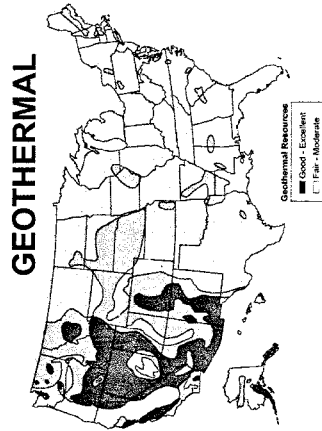 GEOTHERMAL
Geothermal Resources
Good - Excellent
Fair - Moderate